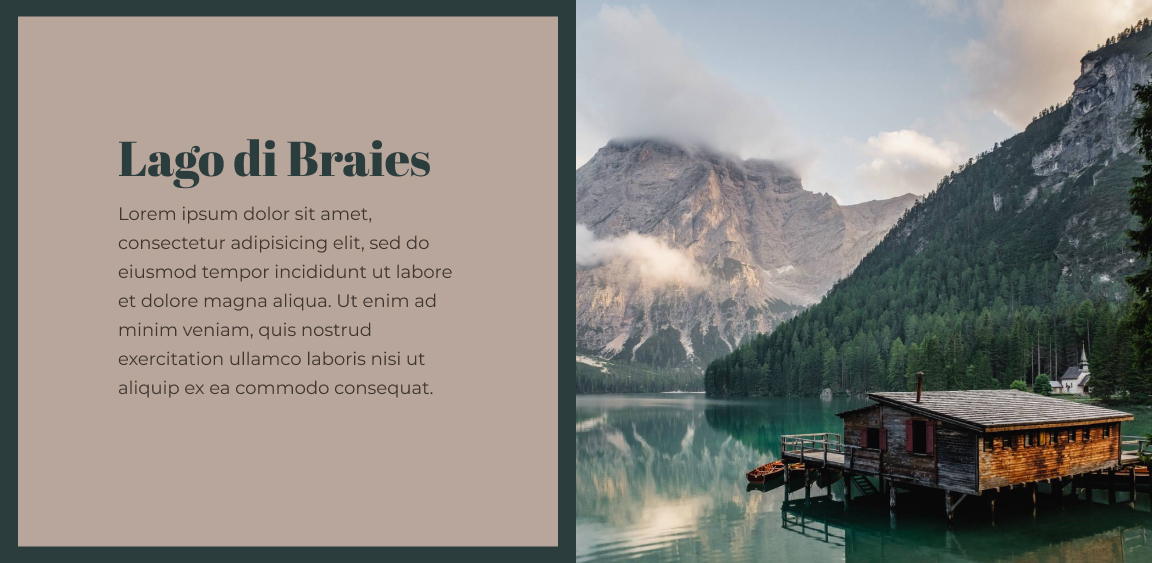 Lago di Braies
Lorem ipsum dolor sit amet,
consectetur adipisicing elit, sed do
eiusmod tempor incididunt ut labore
et dolore magna aliqua. Ut enim ad
minim veniam, quis nostrud
exercitation ullamco laboris nisi ut
aliquip ex ea commodo consequat.